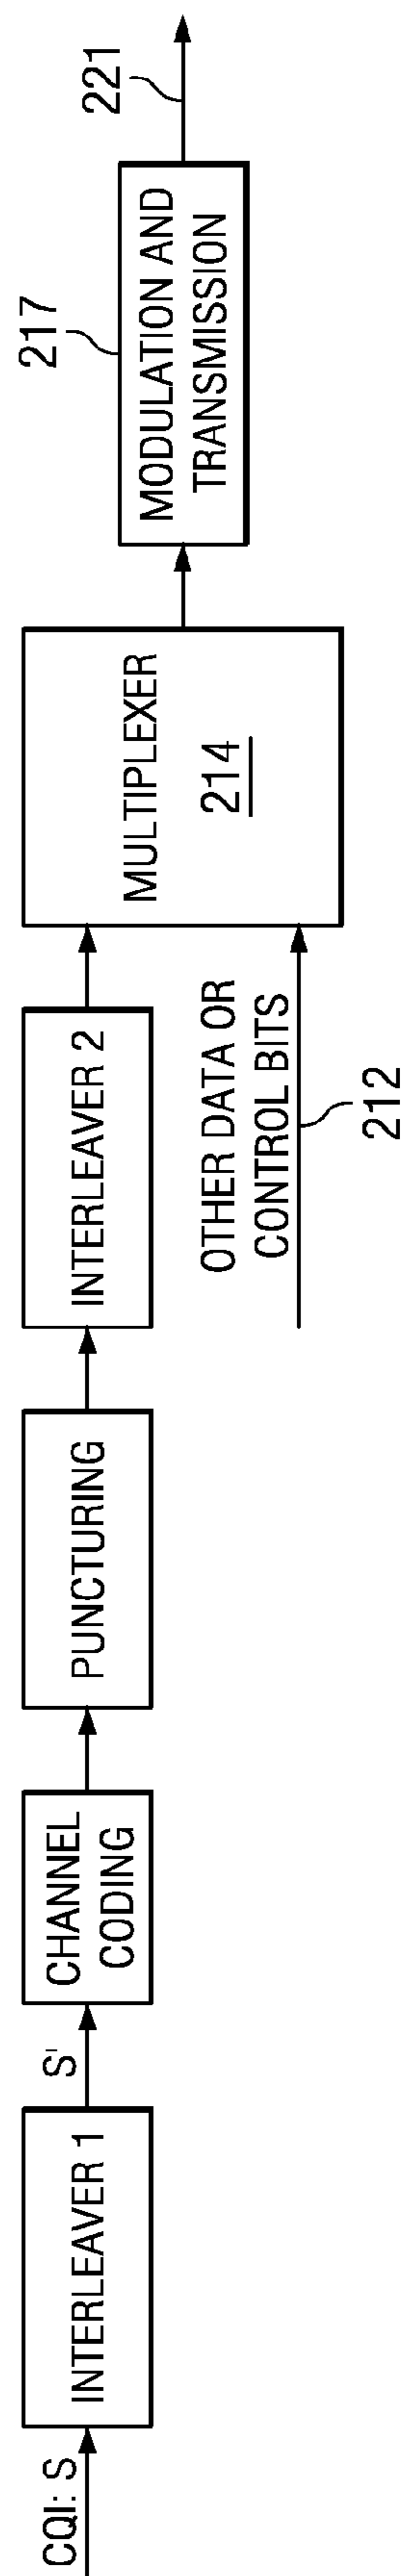 CQI: S
INTERLEAVER 1
S'
CHANNEL
CODING
PUNCTURING
INTERLEAVER 2
OTHER DATA OR
CONTROL BITS
212
MULTIPLEXER
214
MODULATION AND
TRANSMISSION
217
221